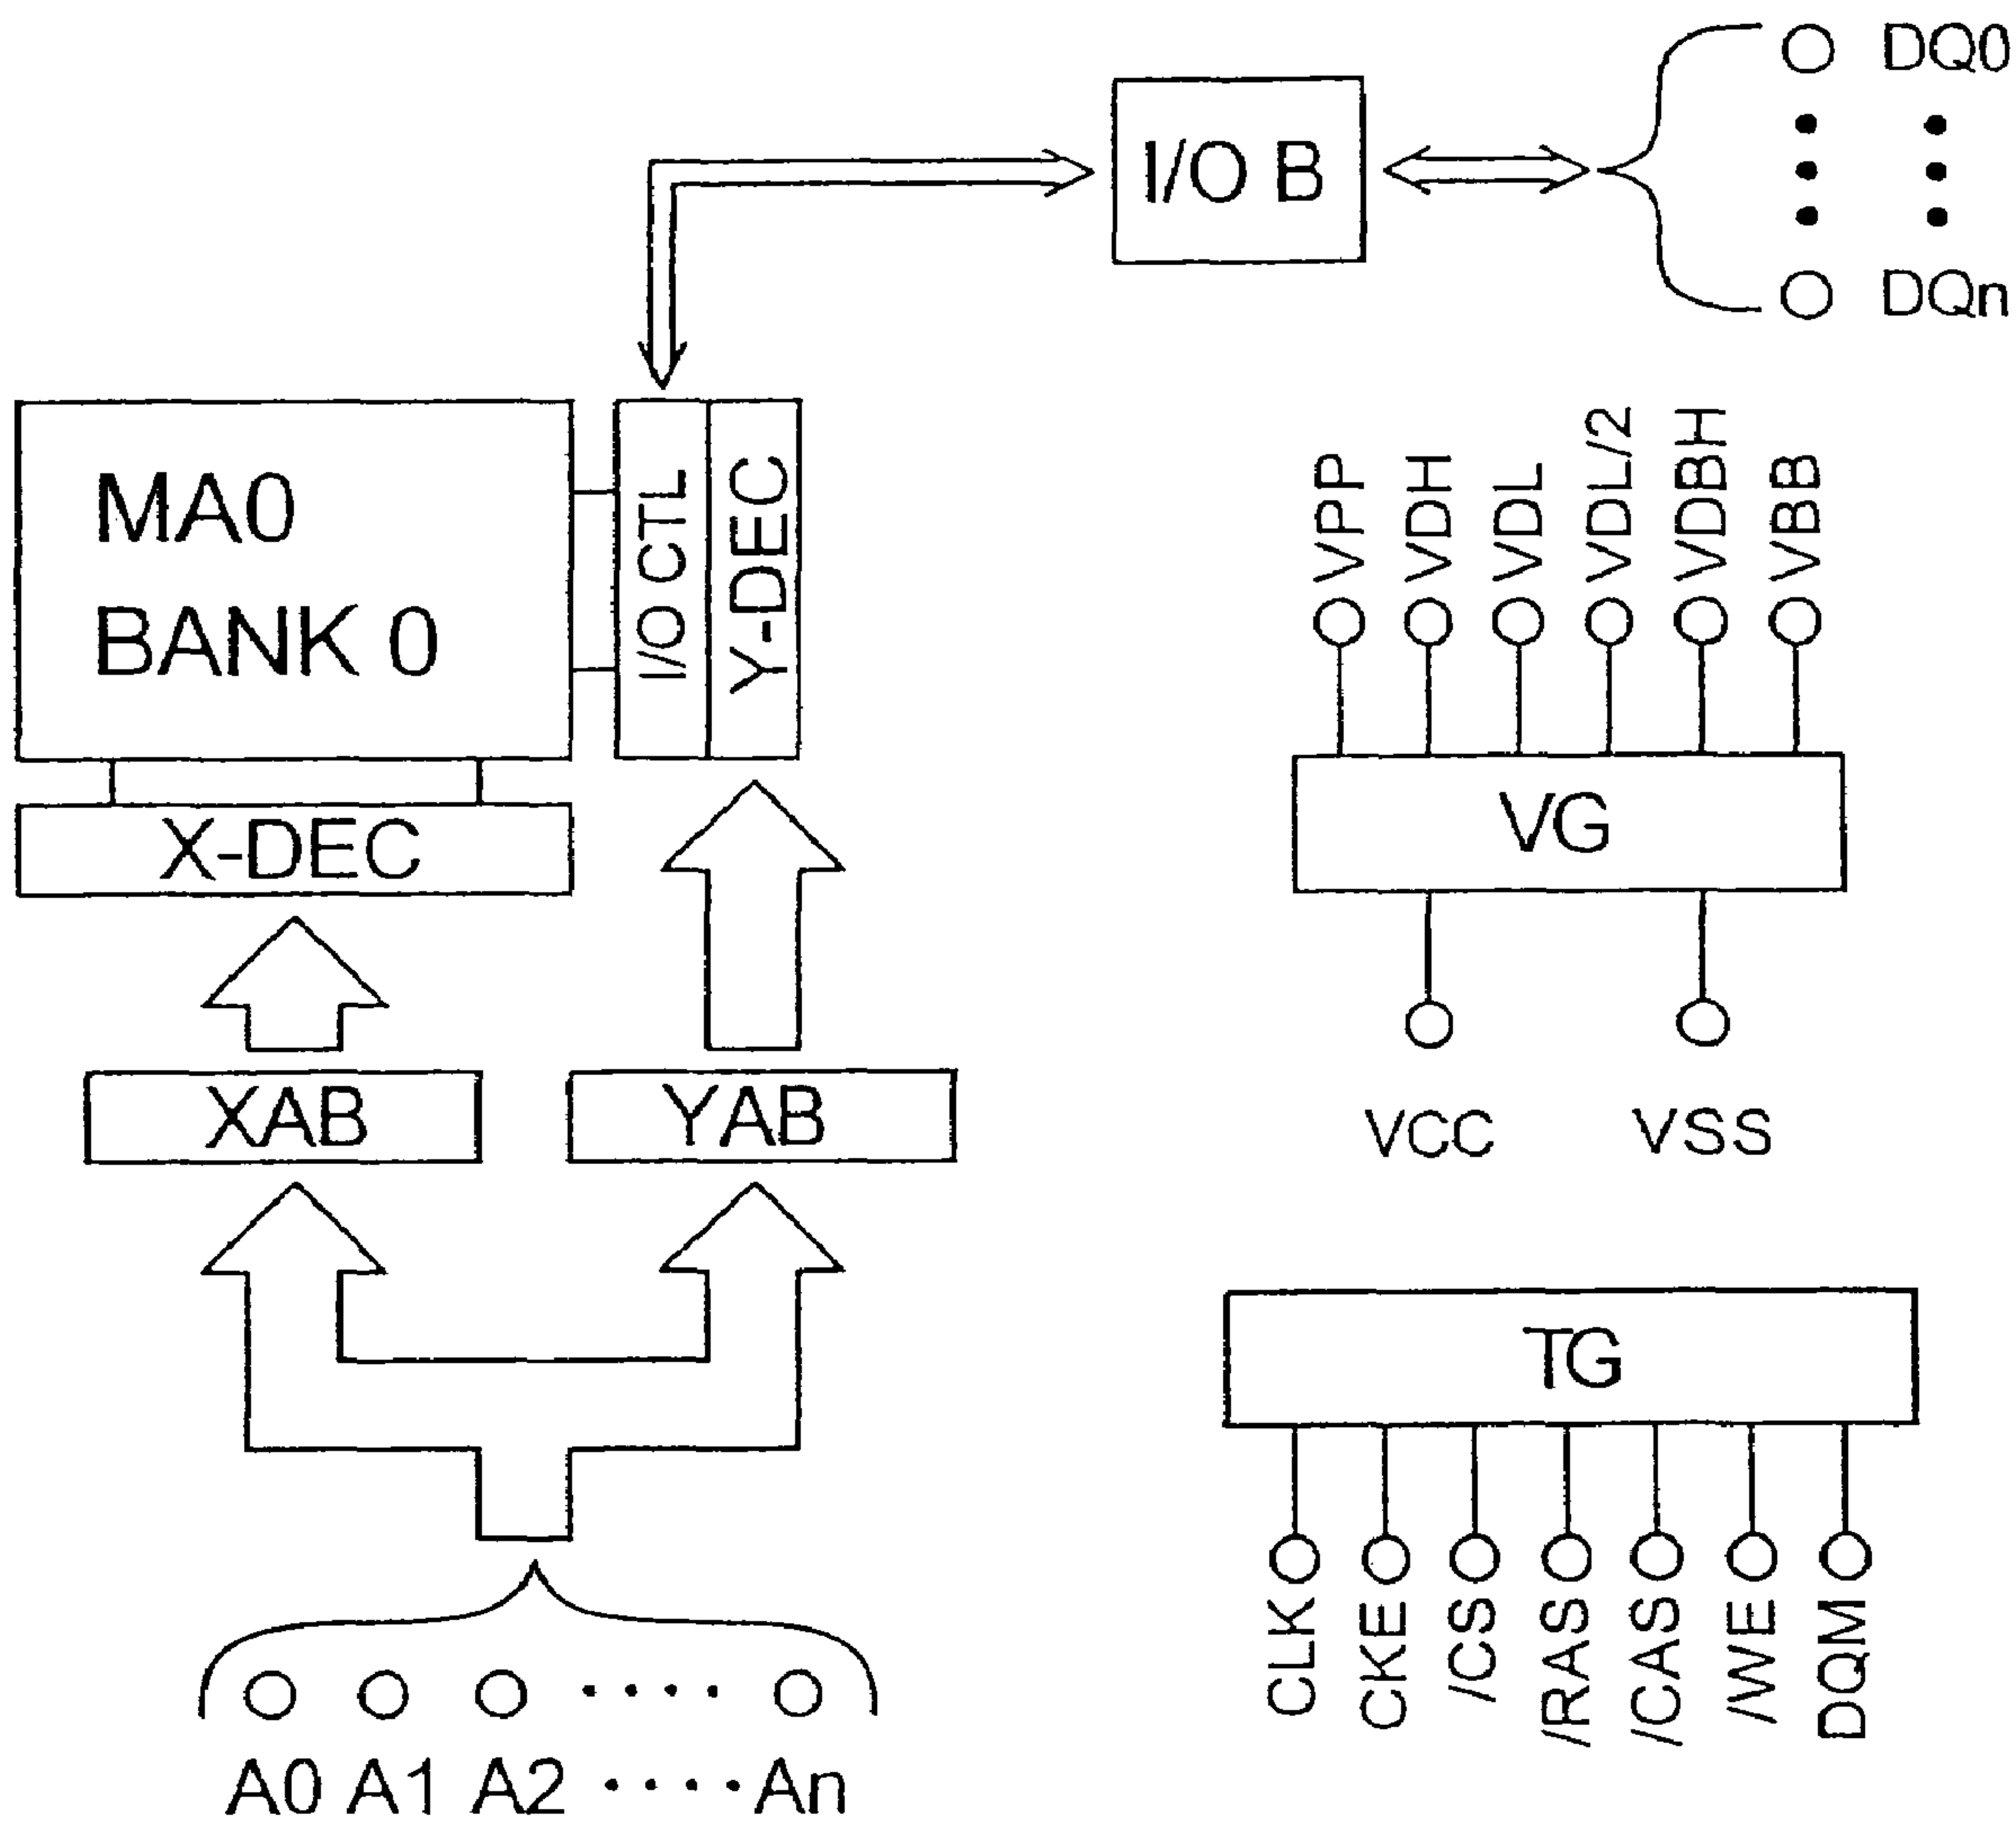 DQ0
I/O B
DQn
MA0
BANK 0
I/O CTL
Y-DEC
X-DEC
VPP
VDH
VDL
VDL/2
VDBH
VBB
VG
VCC
VSS
XAB
YAB
TG
CLK
CKE
/CS
/RAS
/CAS
/WE
DQM
A0 A1 A2 ····An